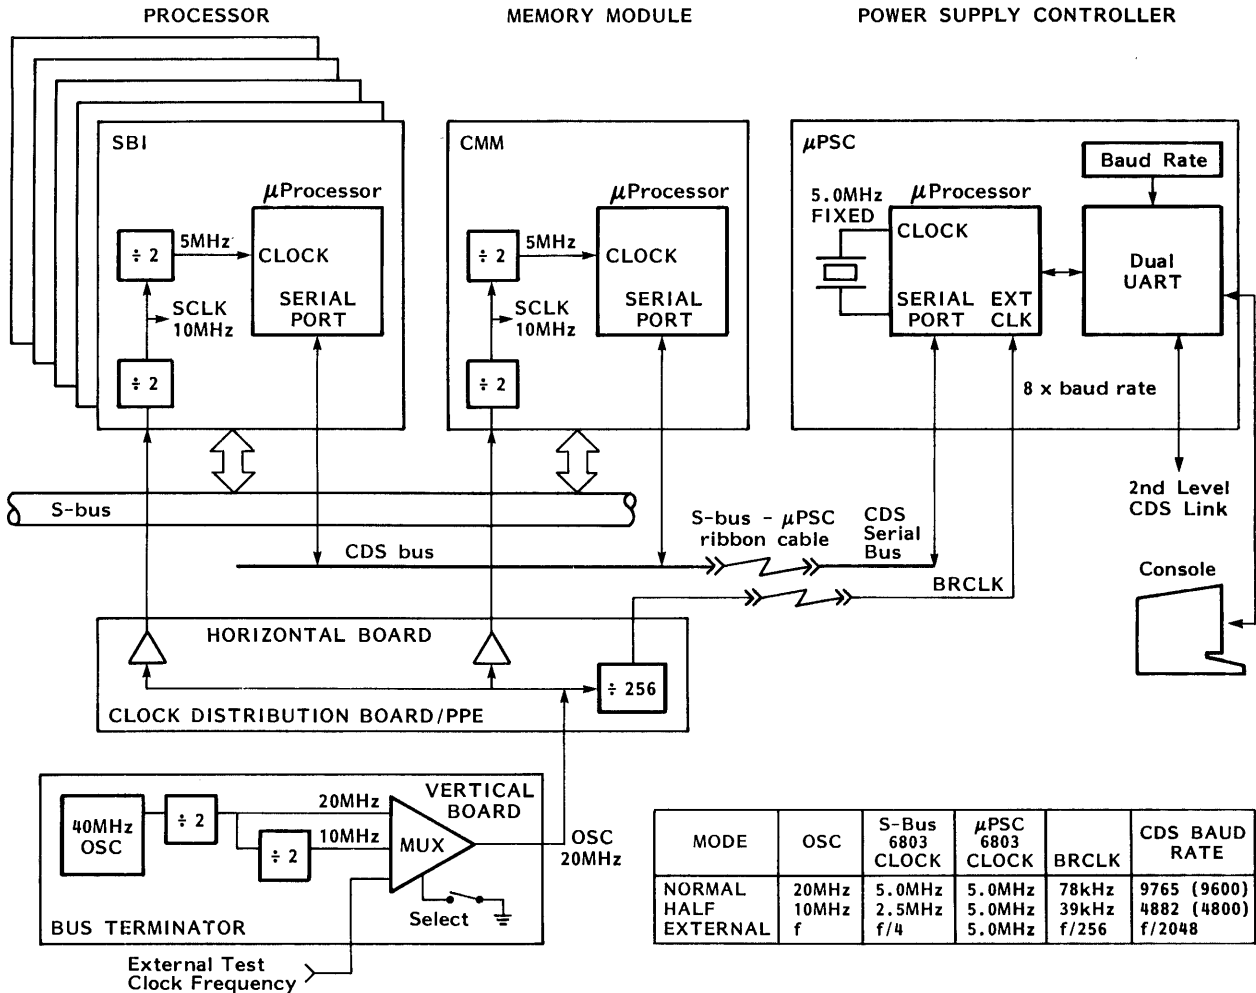 PROCESSOR
MEMORY MODULE
POWER SUPPLY CONTROLLER
SBI
μProcessor
÷ 2
5MHz
CLOCK
SCLK
10MHz
SERIAL
PORT
÷ 2
CMM
μProcessor
÷ 2
5MHz
CLOCK
SCLK
10MHz
SERIAL
PORT
÷ 2
μPSC
Baud Rate
5.0MHz
FIXED
μProcessor
CLOCK
SERIAL
PORT
EXT
CLK
Dual
UART
8 x baud rate
2nd Level
CDS Link
S-bus
CDS bus
S-bus - μPSC
ribbon cable
CDS
Serial
Bus
BRCLK
Console
HORIZONTAL BOARD
÷ 256
CLOCK DISTRIBUTION BOARD/PPE
VERTICAL
BOARD
40MHz
OSC
÷ 2
20MHz
10MHz
÷ 2
MUX
OSC
20MHz
Select
BUS TERMINATOR
External Test
Clock Frequency
MODE OSC S-Bus 6803 CLOCK μPSC 6803 CLOCK BRCLK CDS BAUD RATE
NORMAL 20MHz 5.0MHz 5.0MHz 78kHz 9765 (9600)
HALF 10MHz 2.5MHz 5.0MHz 39kHz 4882 (4800)
EXTERNAL f f/4 5.0MHz f/256 f/2048